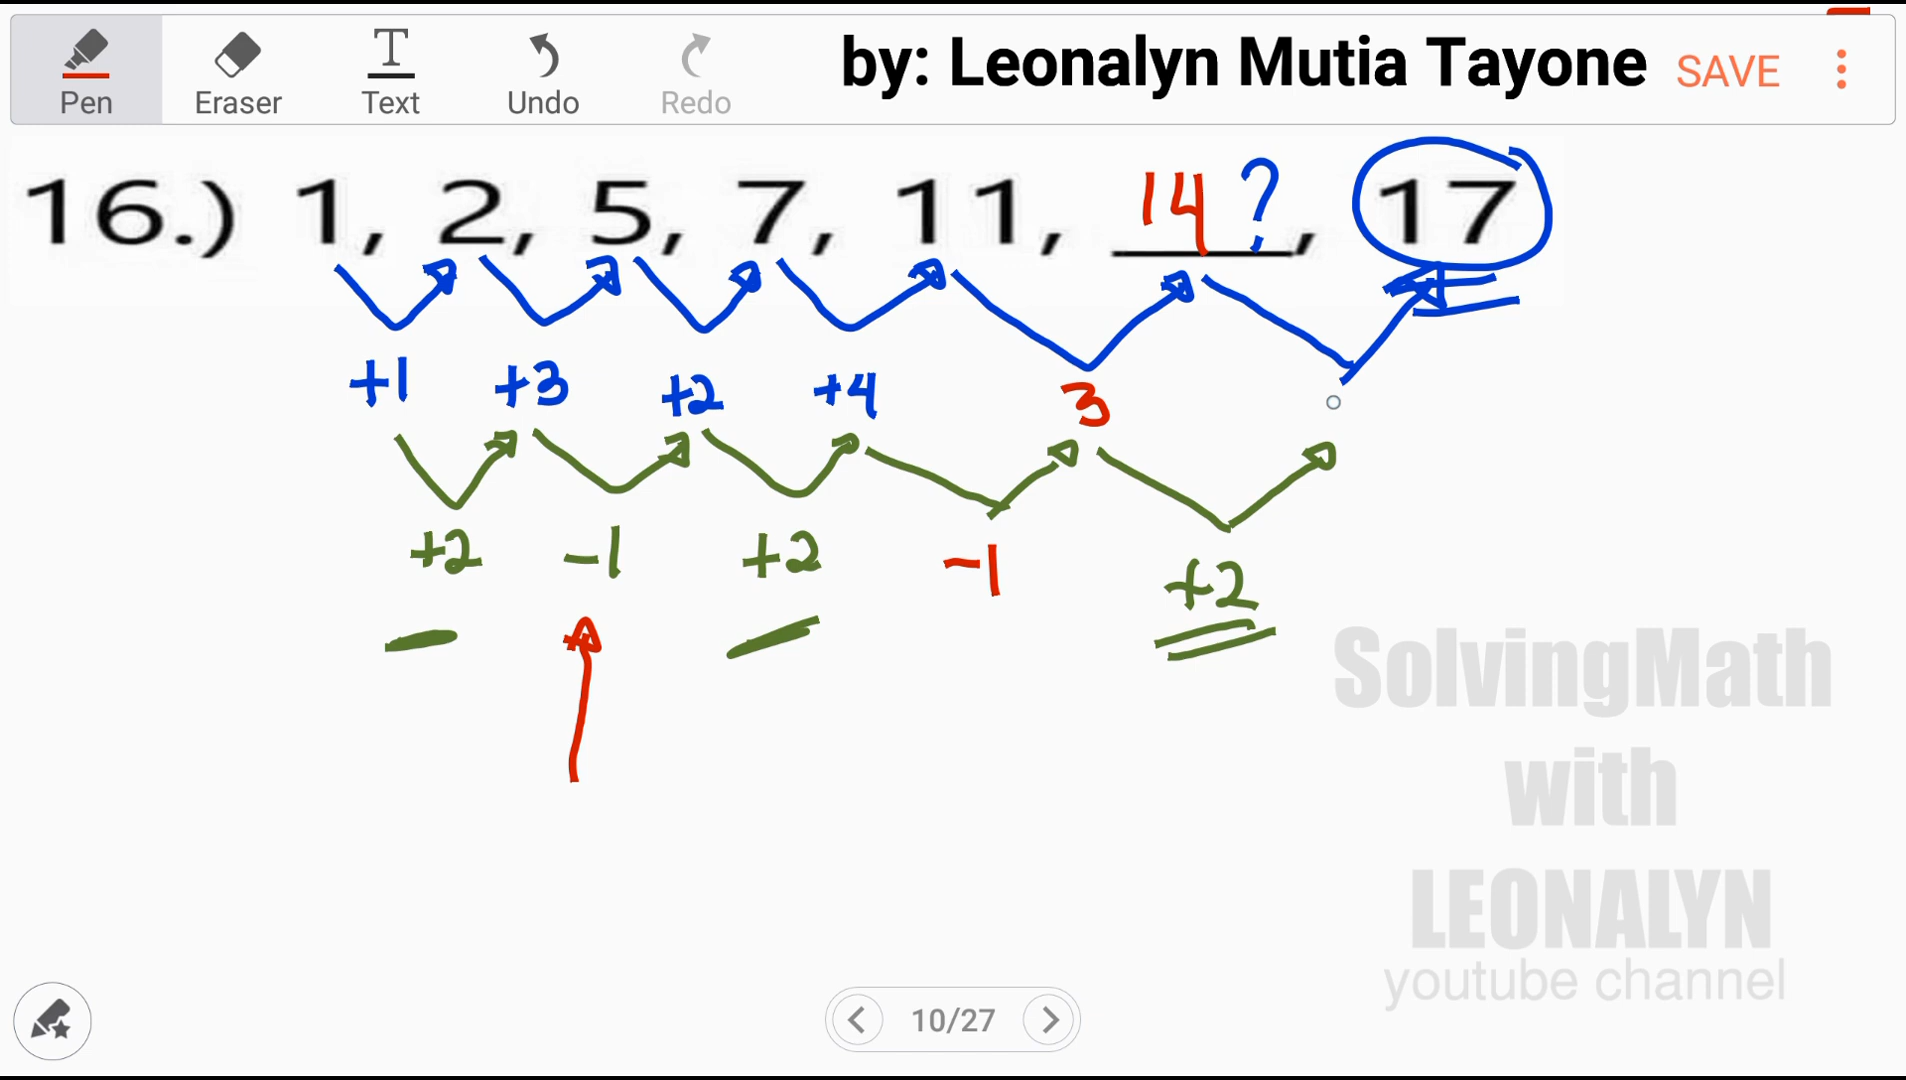 Pen Eraser Text Undo Redo by: Leonalyn Mutia Tayone SAVE
16.) 1, 2, 5, 7, 11, 14 ?, 17
+1 +3 +2 +4 3
+2 -1 +2 -1 +2
SolvingMath
with
LEONALYN
youtube channel
10/27